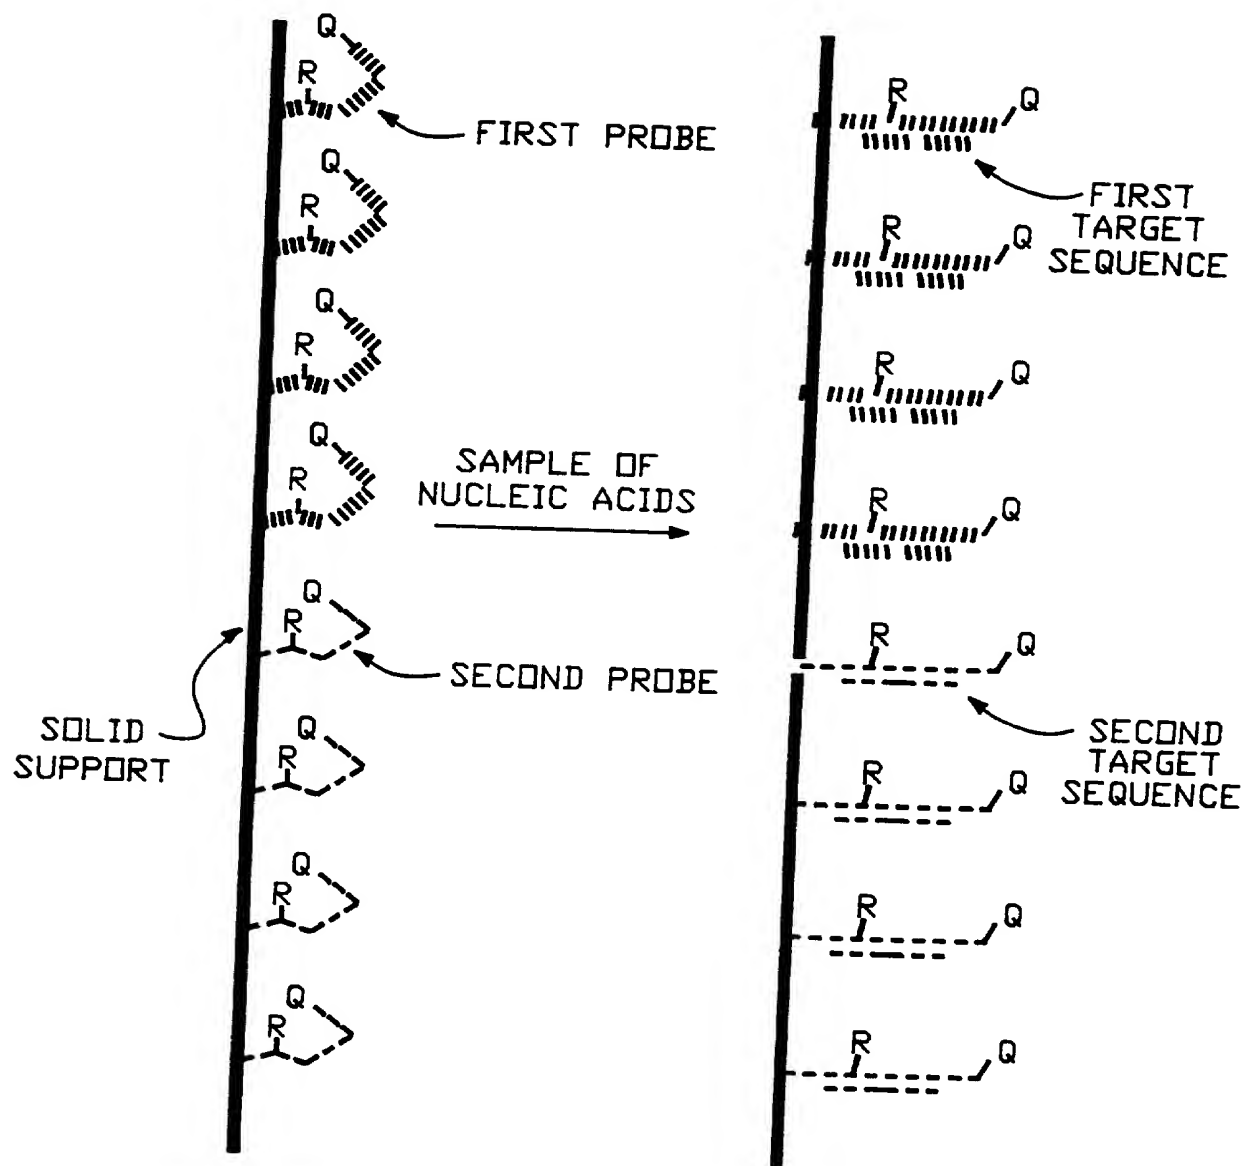 Q
R
FIRST PROBE
Q
R
Q
R
Q
R
SAMPLE OF
NUCLEIC ACIDS
Q
R
SECOND PROBE
SOLID
SUPPORT
Q
R
Q
R
Q
R
R
Q
FIRST
TARGET
SEQUENCE
R
Q
R
Q
R
Q
R
Q
SECOND
TARGET
SEQUENCE
R
Q
R
Q
R
Q